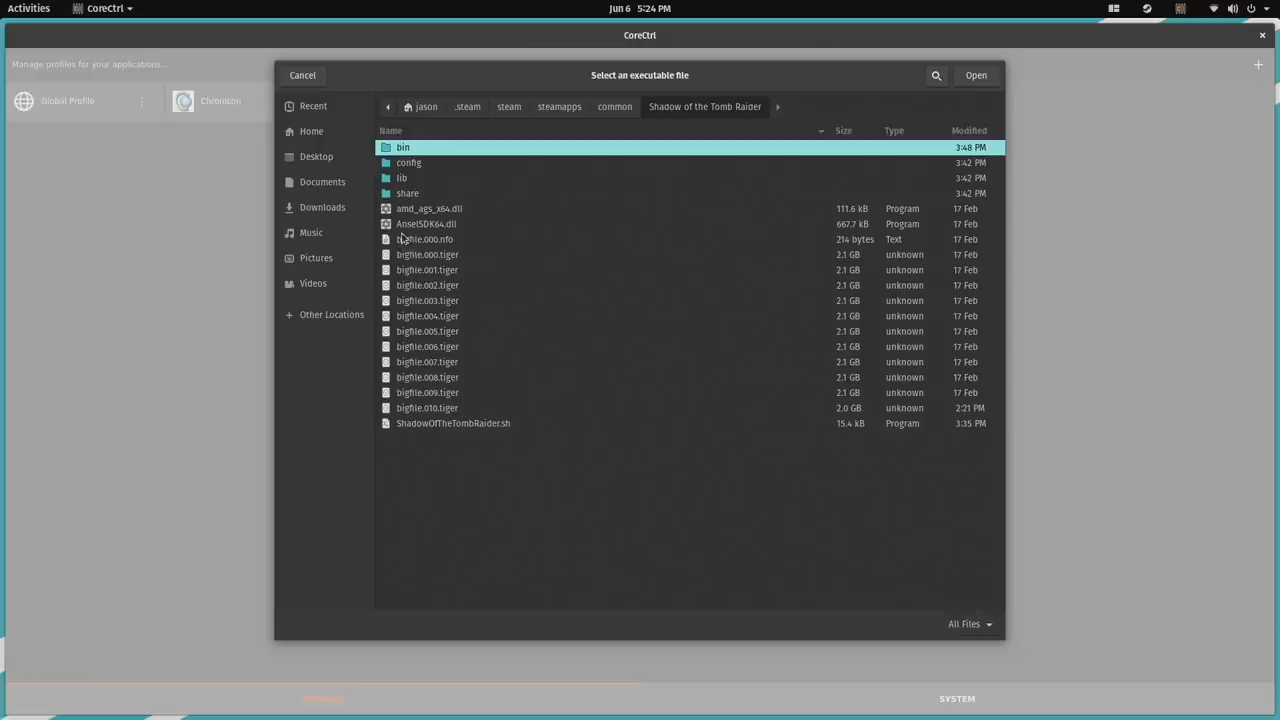 Activities
CoreCtrl
Jun 6 5:24 PM
CoreCtrl
Manage profiles for your applications...
Global Profile
Chronicon
Cancel
Select an executable file
Open
Recent
Home
Desktop
Documents
Downloads
Music
Pictures
Videos
Other Locations
jason .steam steam steamapps common Shadow of the Tomb Raider
Name Size Type Modified
bin 3:48 PM
config 3:42 PM
lib 3:42 PM
share 3:42 PM
amd_ags_x64.dll 111.6 kB Program 17 Feb
AnselSDK64.dll 667.7 kB Program 17 Feb
bigfile.000.nfo 214 bytes Text 17 Feb
bigfile.000.tiger 2.1 GB unknown 17 Feb
bigfile.001.tiger 2.1 GB unknown 17 Feb
bigfile.002.tiger 2.1 GB unknown 17 Feb
bigfile.003.tiger 2.1 GB unknown 17 Feb
bigfile.004.tiger 2.1 GB unknown 17 Feb
bigfile.005.tiger 2.1 GB unknown 17 Feb
bigfile.006.tiger 2.1 GB unknown 17 Feb
bigfile.007.tiger 2.1 GB unknown 17 Feb
bigfile.008.tiger 2.1 GB unknown 17 Feb
bigfile.009.tiger 2.1 GB unknown 17 Feb
bigfile.010.tiger 2.0 GB unknown 2:21 PM
ShadowOfTheTombRaider.sh 15.4 kB Program 3:35 PM
All Files
SYSTEM